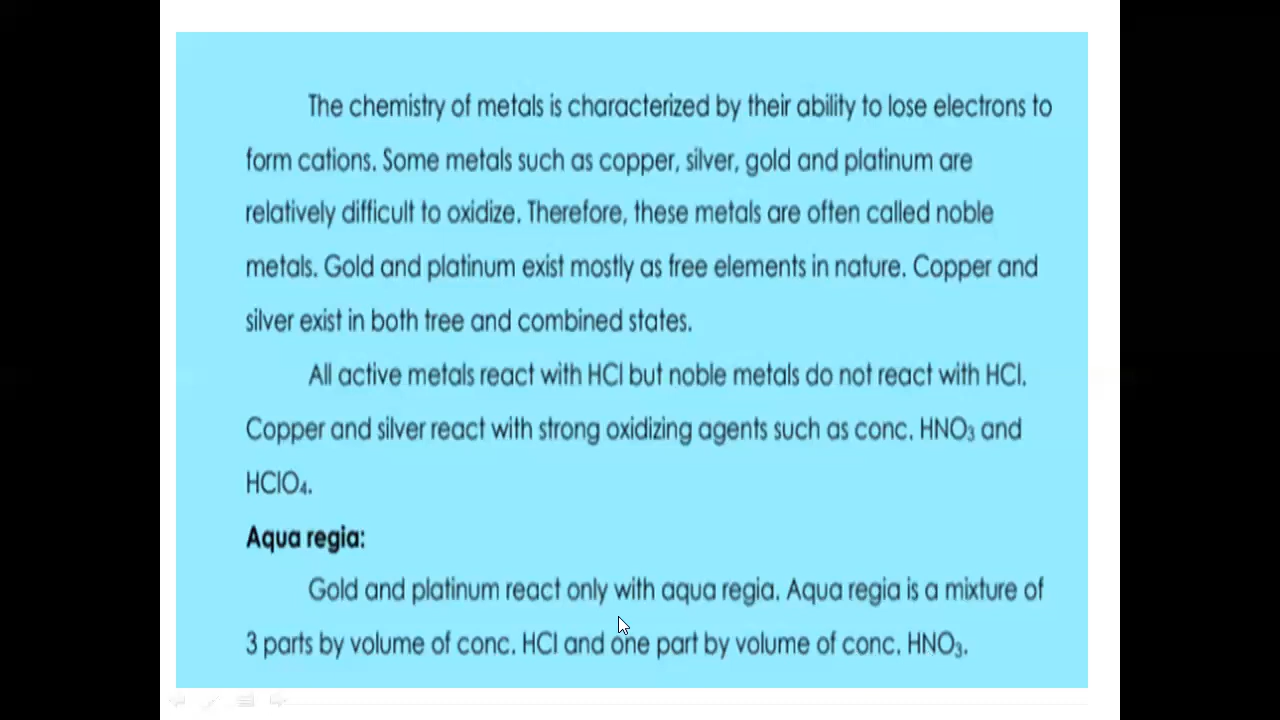 The chemistry of metals is characterized by their ability to lose electrons to
form cations. Some metals such as copper, silver, gold and platinum are
relatively difficult to oxidize. Therefore, these metals are often called noble
metals. Gold and platinum exist mostly as free elements in nature. Copper and
silver exist in both tree and combined states.
All active metals react with HCl but noble metals do not react with HCl.
Copper and silver react with strong oxidizing agents such as conc. HNO₃ and
HClO₄.
Aqua regia:
Gold and platinum react only with aqua regia. Aqua regia is a mixture of
3 parts by volume of conc. HCl and one part by volume of conc. HNO₃.